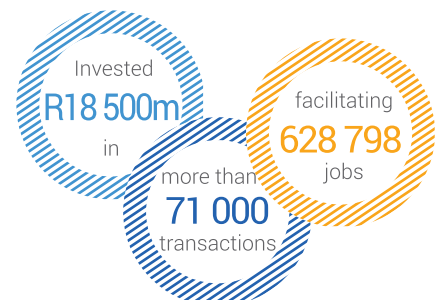 Invested
R18 500m
in
more than
71 000
transactions
facilitating
628 798
jobs